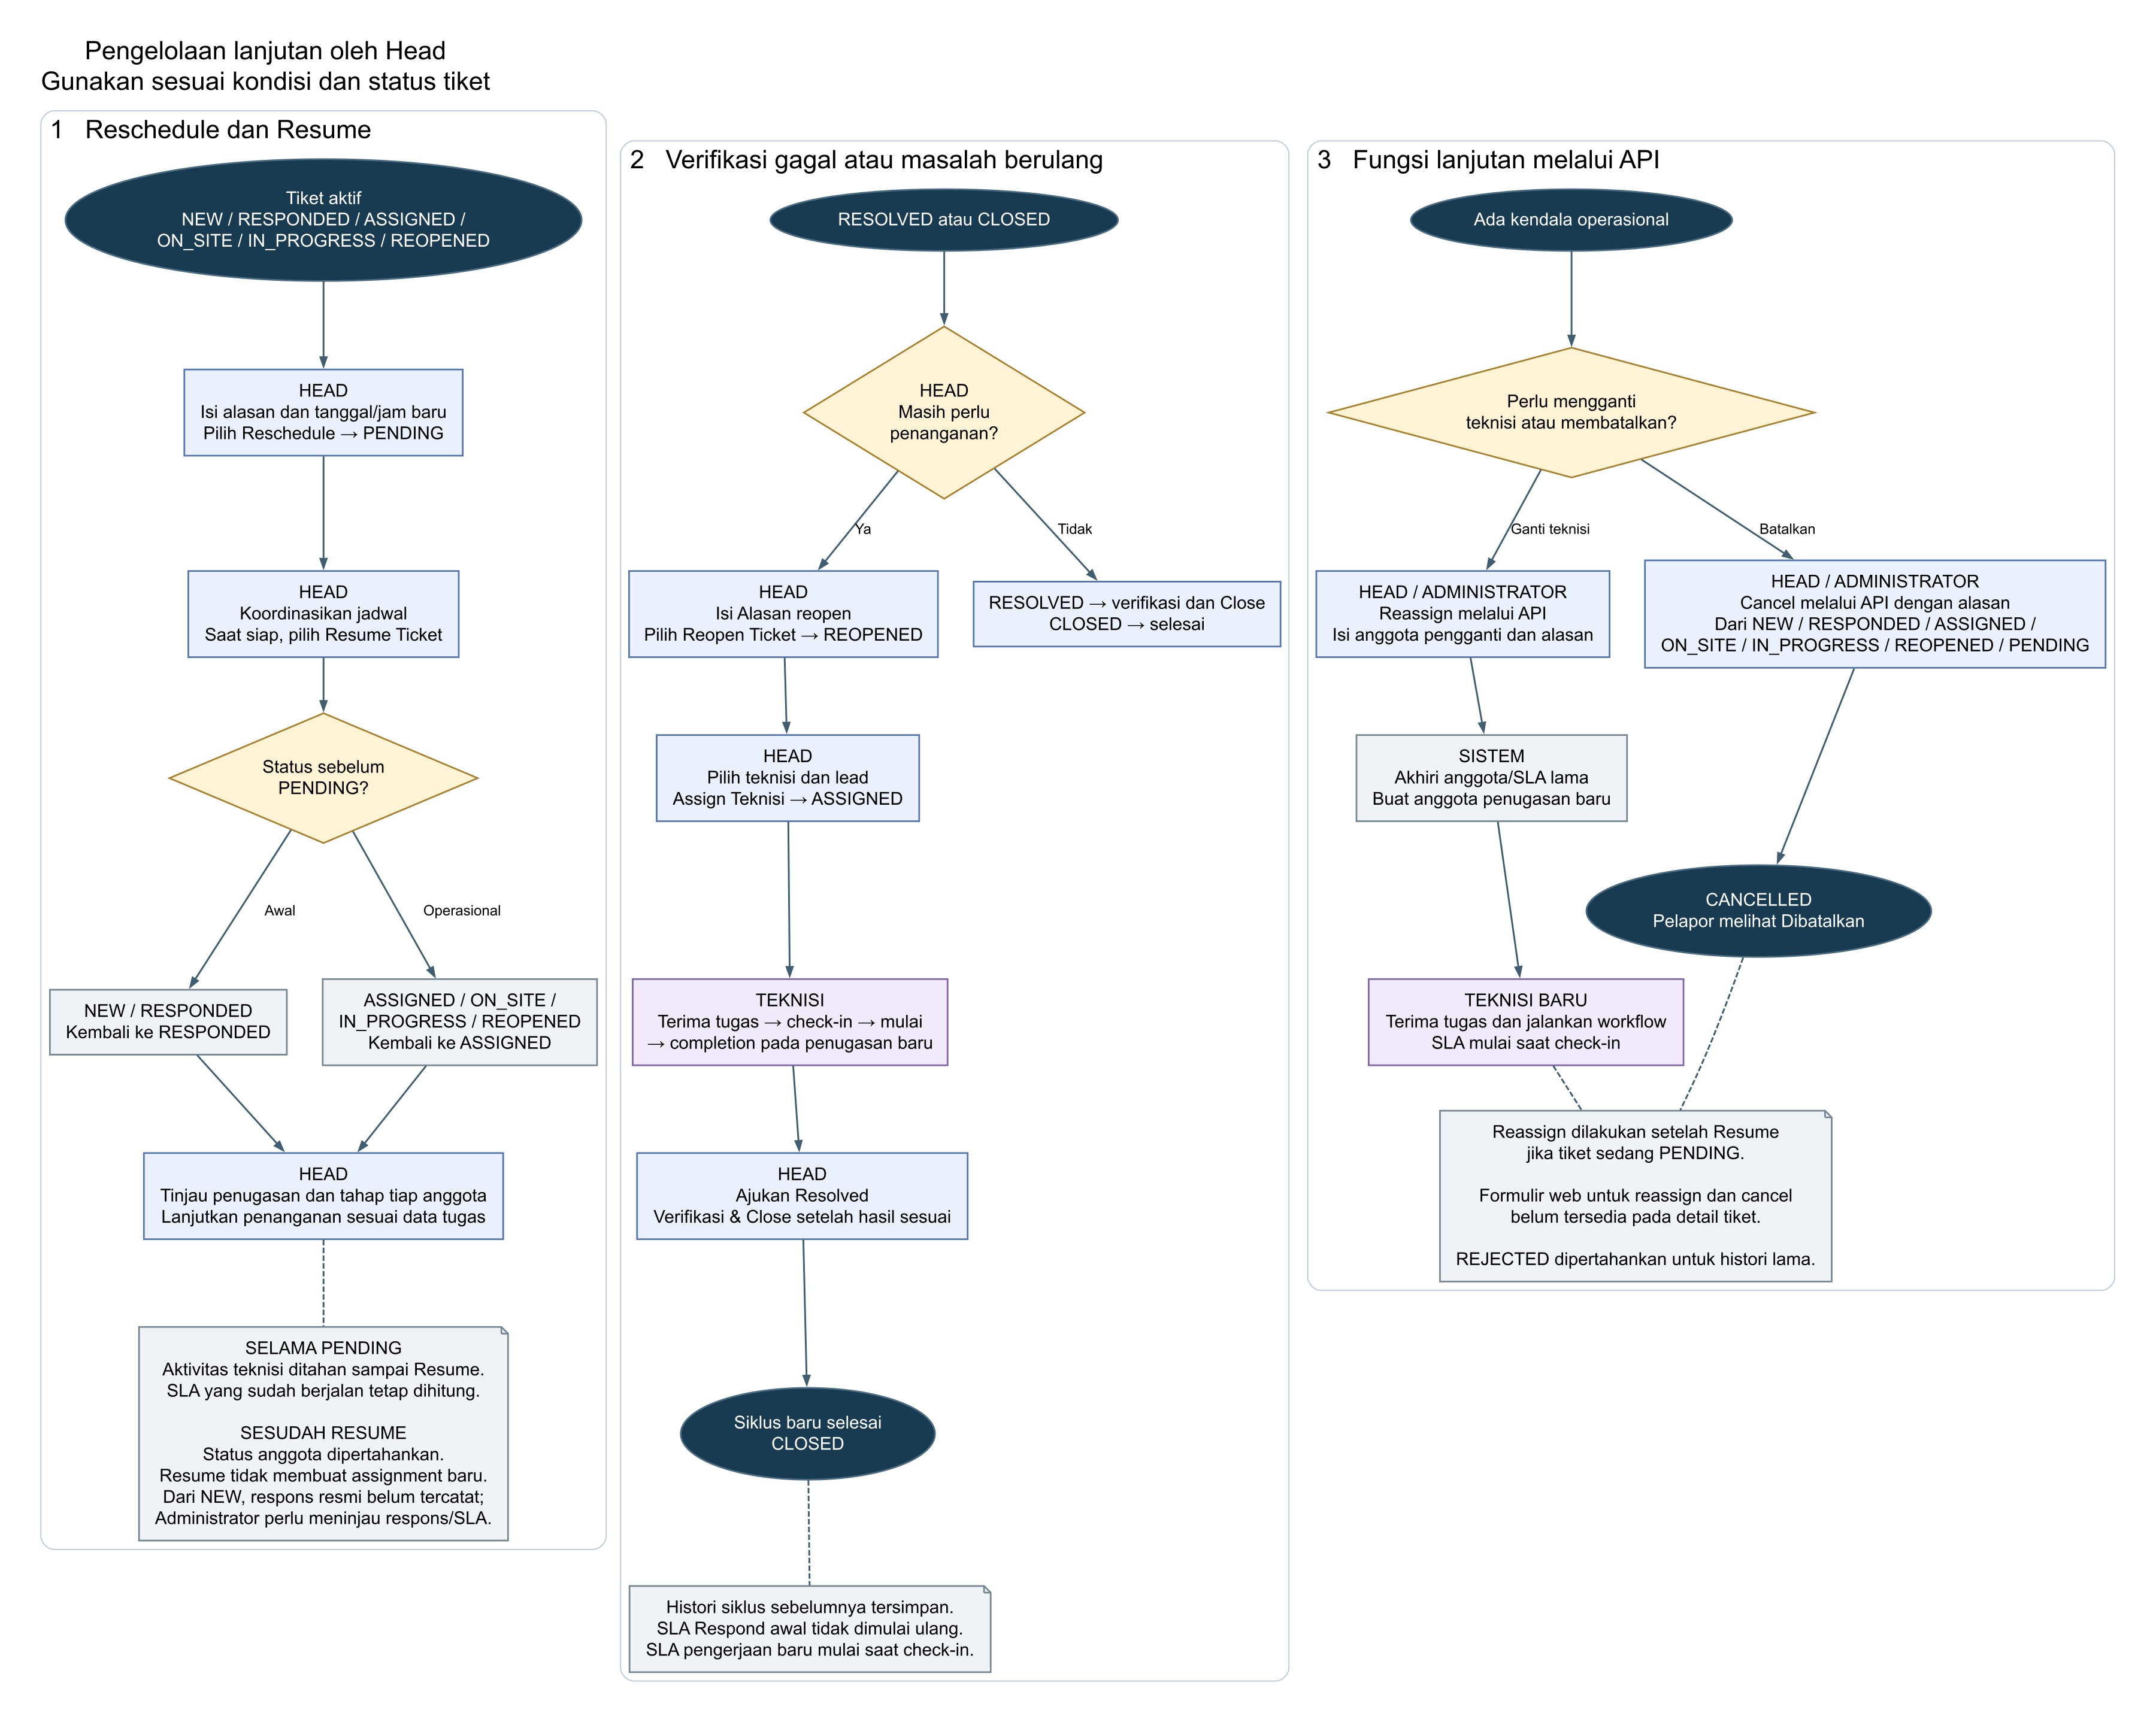 Pengelolaan lanjutan oleh Head
Gunakan sesuai kondisi dan status tiket
1 Reschedule dan Resume
Tiket aktif
NEW / RESPONDED / ASSIGNED /
ON_SITE / IN_PROGRESS / REOPENED
HEAD
Isi alasan dan tanggal/jam baru
Pilih Reschedule → PENDING
HEAD
Koordinasikan jadwal
Saat siap, pilih Resume Ticket
Status sebelum
PENDING?
Awal
Operasional
NEW / RESPONDED
Kembali ke RESPONDED
ASSIGNED / ON_SITE /
IN_PROGRESS / REOPENED
Kembali ke ASSIGNED
HEAD
Tinjau penugasan dan tahap tiap anggota
Lanjutkan penanganan sesuai data tugas
SELAMA PENDING
Aktivitas teknisi ditahan sampai Resume.
SLA yang sudah berjalan tetap dihitung.
SESUDAH RESUME
Status anggota dipertahankan.
Resume tidak membuat assignment baru.
Dari NEW, respons resmi belum tercatat;
Administrator perlu meninjau respons/SLA.
2 Verifikasi gagal atau masalah berulang
RESOLVED atau CLOSED
HEAD
Masih perlu
penanganan?
Ya
Tidak
HEAD
Isi Alasan reopen
Pilih Reopen Ticket → REOPENED
RESOLVED → verifikasi dan Close
CLOSED → selesai
HEAD
Pilih teknisi dan lead
Assign Teknisi → ASSIGNED
TEKNISI
Terima tugas → check-in → mulai
→ completion pada penugasan baru
HEAD
Ajukan Resolved
Verifikasi & Close setelah hasil sesuai
Siklus baru selesai
CLOSED
Histori siklus sebelumnya tersimpan.
SLA Respond awal tidak dimulai ulang.
SLA pengerjaan baru mulai saat check-in.
3 Fungsi lanjutan melalui API
Ada kendala operasional
Perlu mengganti
teknisi atau membatalkan?
Ganti teknisi
Batalkan
HEAD / ADMINISTRATOR
Reassign melalui API
Isi anggota pengganti dan alasan
HEAD / ADMINISTRATOR
Cancel melalui API dengan alasan
Dari NEW / RESPONDED / ASSIGNED /
ON_SITE / IN_PROGRESS / REOPENED / PENDING
SISTEM
Akhiri anggota/SLA lama
Buat anggota penugasan baru
CANCELLED
Pelapor melihat Dibatalkan
TEKNISI BARU
Terima tugas dan jalankan workflow
SLA mulai saat check-in
Reassign dilakukan setelah Resume
jika tiket sedang PENDING.
Formulir web untuk reassign dan cancel
belum tersedia pada detail tiket.
REJECTED dipertahankan untuk histori lama.